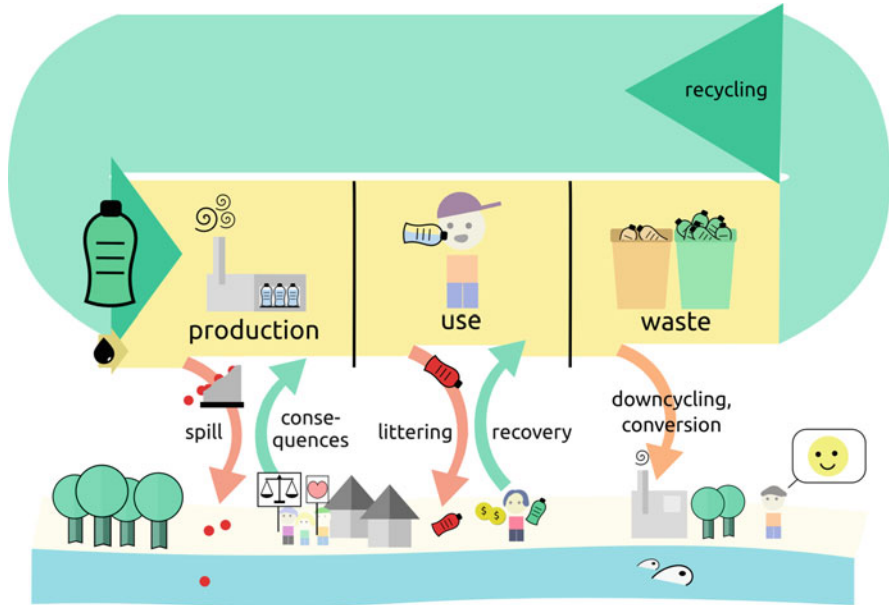 recycling
production
use
waste
spill
conse-
quences
littering
recovery
downcycling,
conversion
$
$